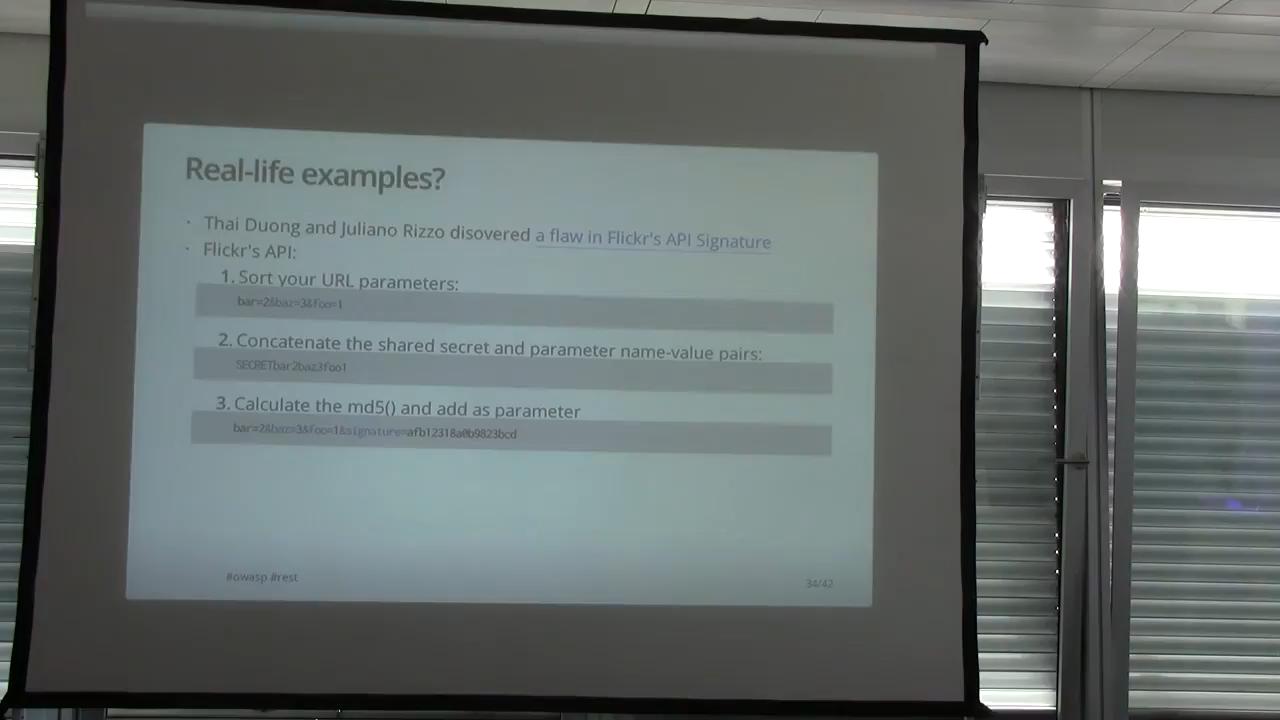 Real-life examples?
· Thai Duong and Juliano Rizzo disovered a flaw in Flickr's API Signature
· Flickr's API:
1. Sort your URL parameters:
bar=2&baz=3&foo=1
2. Concatenate the shared secret and parameter name-value pairs:
SECRETbar2baz3foo1
3. Calculate the md5() and add as parameter
bar=2&baz=3&foo=1&signature=afb12318a0b9823bcd
#owasp #rest
34/42